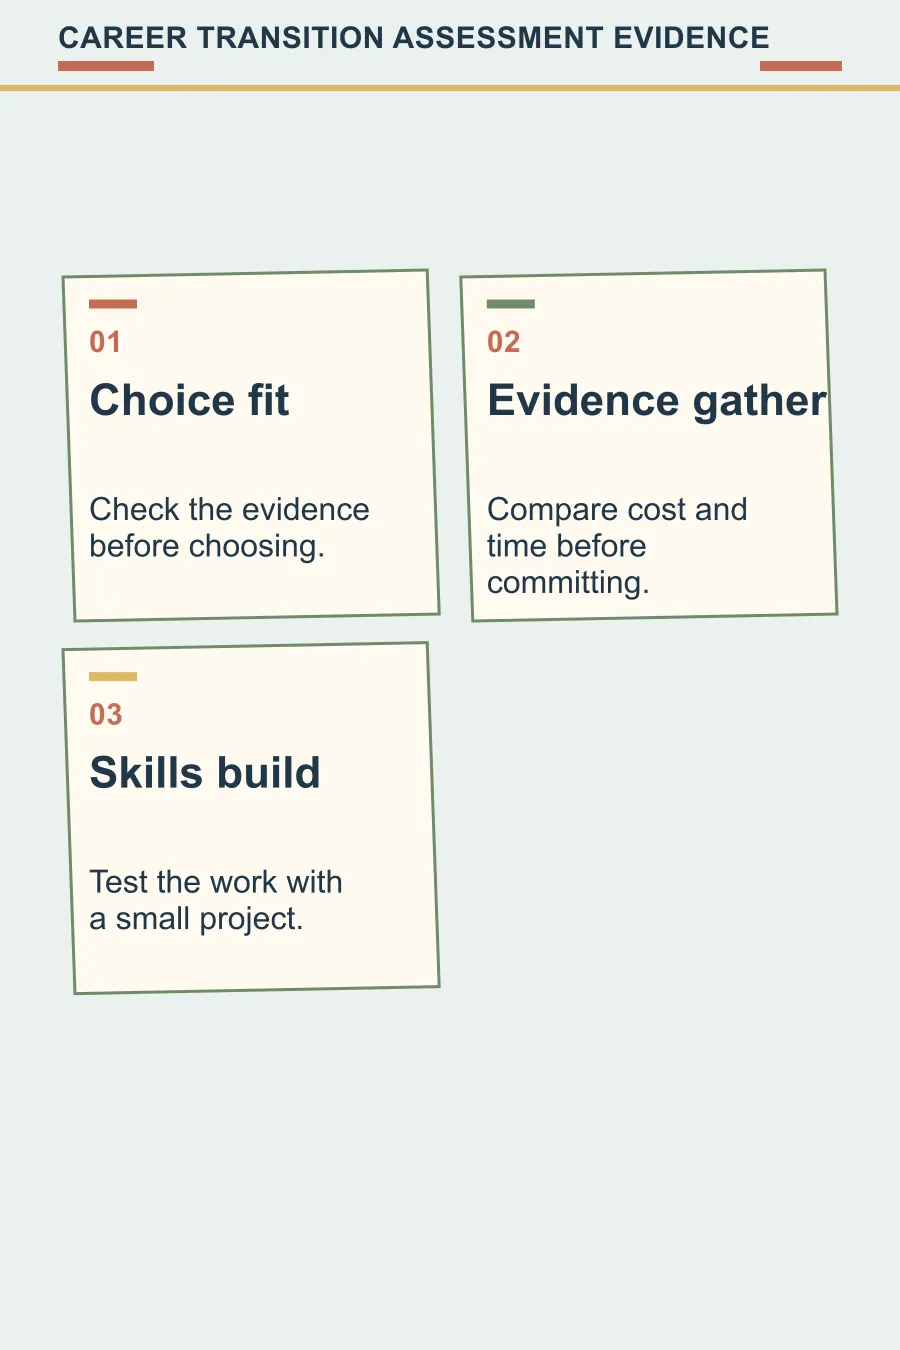 CAREER TRANSITION ASSESSMENT EVIDENCE
01
Choice fit
Check the evidence
before choosing.
02
Evidence gather
Compare cost and
time before
committing.
03
Skills build
Test the work with
a small project.